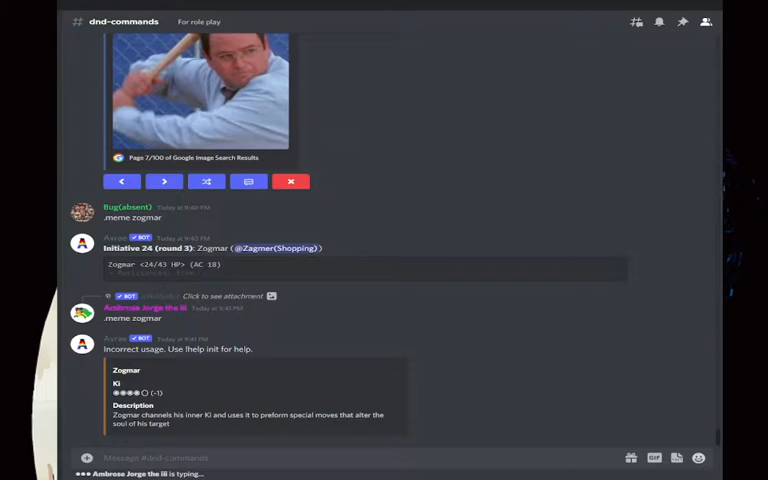 dnd-commands For role play
Page 7/100 of Google Image Search Results
Bug(absent) Today at 9:40 PM
.meme zogmar
Avrae BOT Today at 9:40 PM
Initiative 24 (round 3): Zogmar (@Zagmer(Shopping))
Zogmar <24/43 HP> (AC 18)
BOT Click to see attachment
Ambrose Jorge the iii Today at 9:41 PM
.meme zogmar
Avrae BOT Today at 9:41 PM
Incorrect usage. Use !help init for help.
Zogmar
Ki
◉◉◉◉〇 (-1)
Description
Zogmar channels his inner Ki and uses it to preform special moves that alter the
soul of his target
Message #dnd-commands
GIF
Ambrose Jorge the iii is typing...